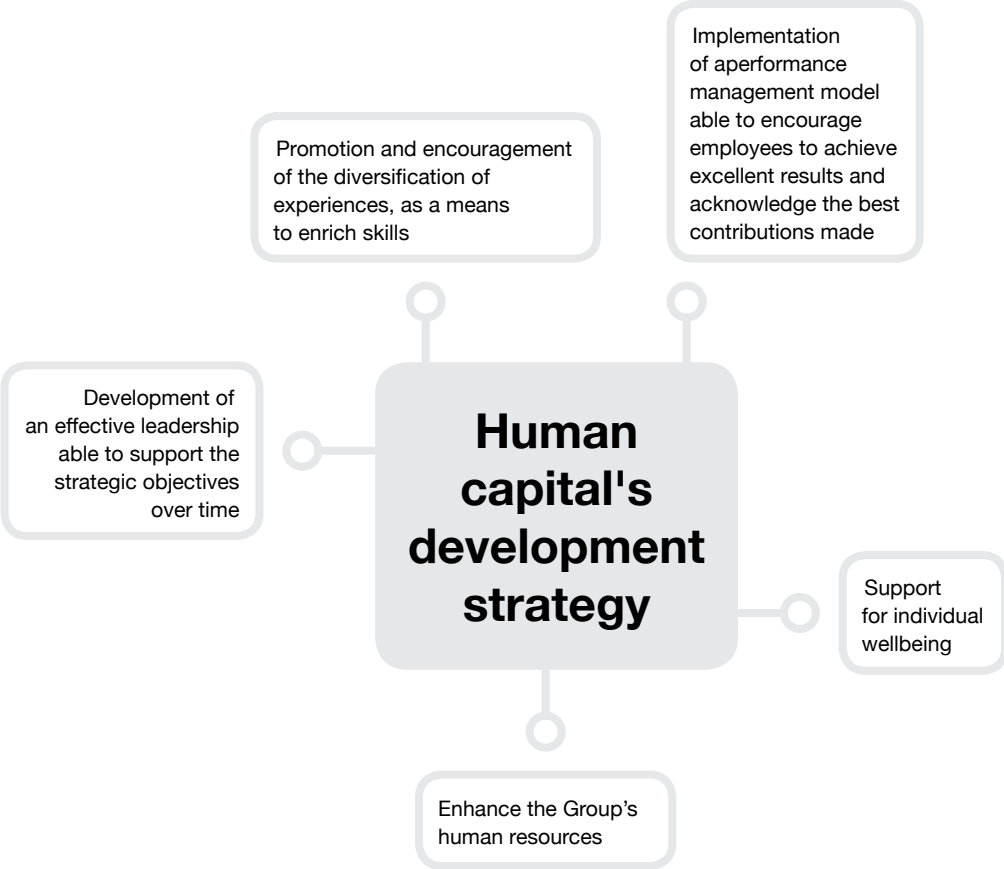 Implementation
of aperformance
management model
able to encourage
employees to achieve
excellent results and
acknowledge the best
contributions made
Promotion and encouragement
of the diversification of
experiences, as a means
to enrich skills
Development of
an effective leadership
able to support the
strategic objectives
over time
Human
capital's
development
strategy
Support
for individual
wellbeing
Enhance the Group’s
human resources